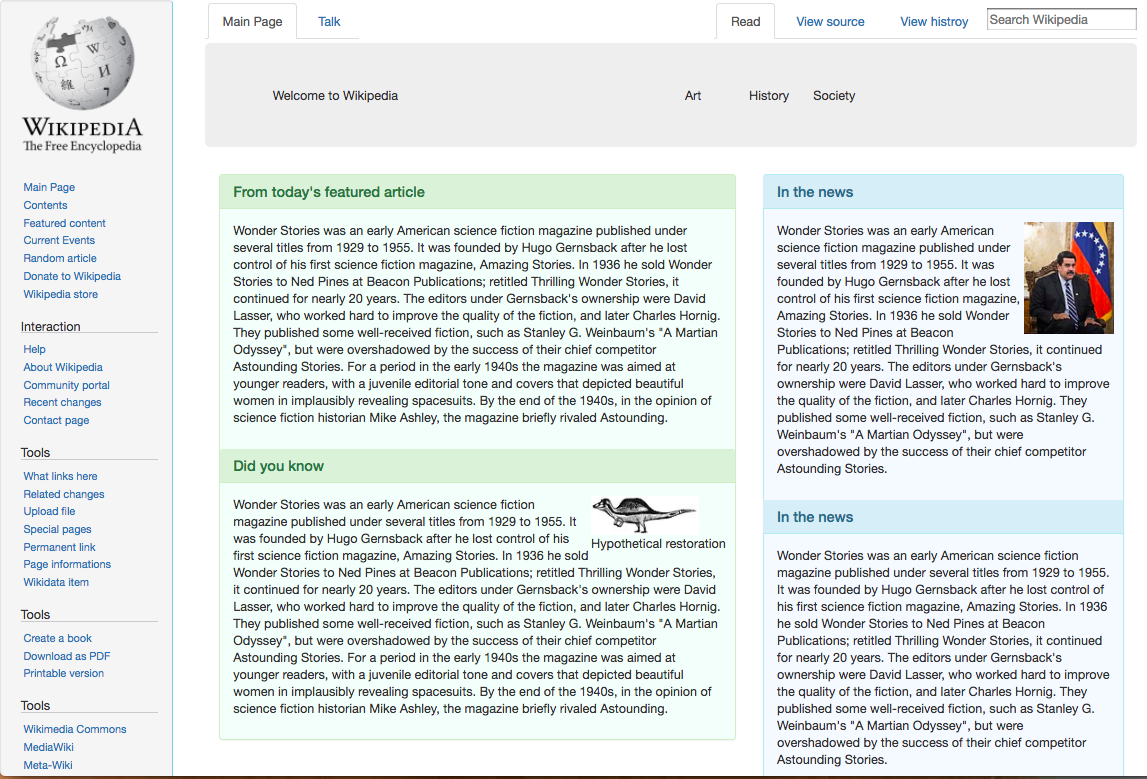 WIKIPEDIA
The Free Encyclopedia
Main Page
Contents
Featured content
Current Events
Random article
Donate to Wikipedia
Wikipedia store
Interaction
Help
About Wikipedia
Community portal
Recent changes
Contact page
Tools
What links here
Related changes
Upload file
Special pages
Permanent link
Page informations
Wikidata item
Tools
Create a book
Download as PDF
Printable version
Tools
Wikimedia Commons
MediaWiki
Meta-Wiki
Main Page Talk Read View source View histroy Search Wikipedia
Welcome to Wikipedia Art History Society
From today's featured article
Wonder Stories was an early American science fiction magazine published under
several titles from 1929 to 1955. It was founded by Hugo Gernsback after he lost
control of his first science fiction magazine, Amazing Stories. In 1936 he sold Wonder
Stories to Ned Pines at Beacon Publications; retitled Thrilling Wonder Stories, it
continued for nearly 20 years. The editors under Gernsback's ownership were David
Lasser, who worked hard to improve the quality of the fiction, and later Charles Hornig.
They published some well-received fiction, such as Stanley G. Weinbaum's "A Martian
Odyssey", but were overshadowed by the success of their chief competitor
Astounding Stories. For a period in the early 1940s the magazine was aimed at
younger readers, with a juvenile editorial tone and covers that depicted beautiful
women in implausibly revealing spacesuits. By the end of the 1940s, in the opinion of
science fiction historian Mike Ashley, the magazine briefly rivaled Astounding.
Did you know
Wonder Stories was an early American science fiction
magazine published under several titles from 1929 to 1955. It
was founded by Hugo Gernsback after he lost control of his
first science fiction magazine, Amazing Stories. In 1936 he sold
Wonder Stories to Ned Pines at Beacon Publications; retitled Thrilling Wonder Stories,
it continued for nearly 20 years. The editors under Gernsback's ownership were David
Lasser, who worked hard to improve the quality of the fiction, and later Charles Hornig.
They published some well-received fiction, such as Stanley G. Weinbaum's "A Martian
Odyssey", but were overshadowed by the success of their chief competitor
Astounding Stories. For a period in the early 1940s the magazine was aimed at
younger readers, with a juvenile editorial tone and covers that depicted beautiful
women in implausibly revealing spacesuits. By the end of the 1940s, in the opinion of
science fiction historian Mike Ashley, the magazine briefly rivaled Astounding.
Hypothetical restoration
In the news
Wonder Stories was an early American
science fiction magazine published under
several titles from 1929 to 1955. It was
founded by Hugo Gernsback after he lost
control of his first science fiction magazine,
Amazing Stories. In 1936 he sold Wonder
Stories to Ned Pines at Beacon
Publications; retitled Thrilling Wonder Stories, it continued
for nearly 20 years. The editors under Gernsback's
ownership were David Lasser, who worked hard to improve
the quality of the fiction, and later Charles Hornig. They
published some well-received fiction, such as Stanley G.
Weinbaum's "A Martian Odyssey", but were
overshadowed by the success of their chief competitor
Astounding Stories.
In the news
Wonder Stories was an early American science fiction
magazine published under several titles from 1929 to 1955.
It was founded by Hugo Gernsback after he lost control of
his first science fiction magazine, Amazing Stories. In 1936
he sold Wonder Stories to Ned Pines at Beacon
Publications; retitled Thrilling Wonder Stories, it continued
for nearly 20 years. The editors under Gernsback's
ownership were David Lasser, who worked hard to improve
the quality of the fiction, and later Charles Hornig. They
published some well-received fiction, such as Stanley G.
Weinbaum's "A Martian Odyssey", but were
overshadowed by the success of their chief competitor
Astounding Stories.